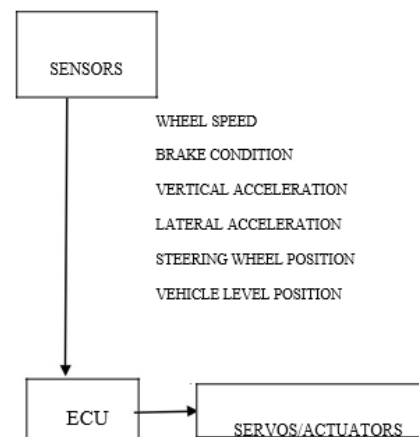 SENSORS
WHEEL SPEED
BRAKE CONDITION
VERTICAL ACCELERATION
LATERAL ACCELERATION
STEERING WHEEL POSITION
VEHICLE LEVEL POSITION
ECU
SERVOS/ACTUATORS